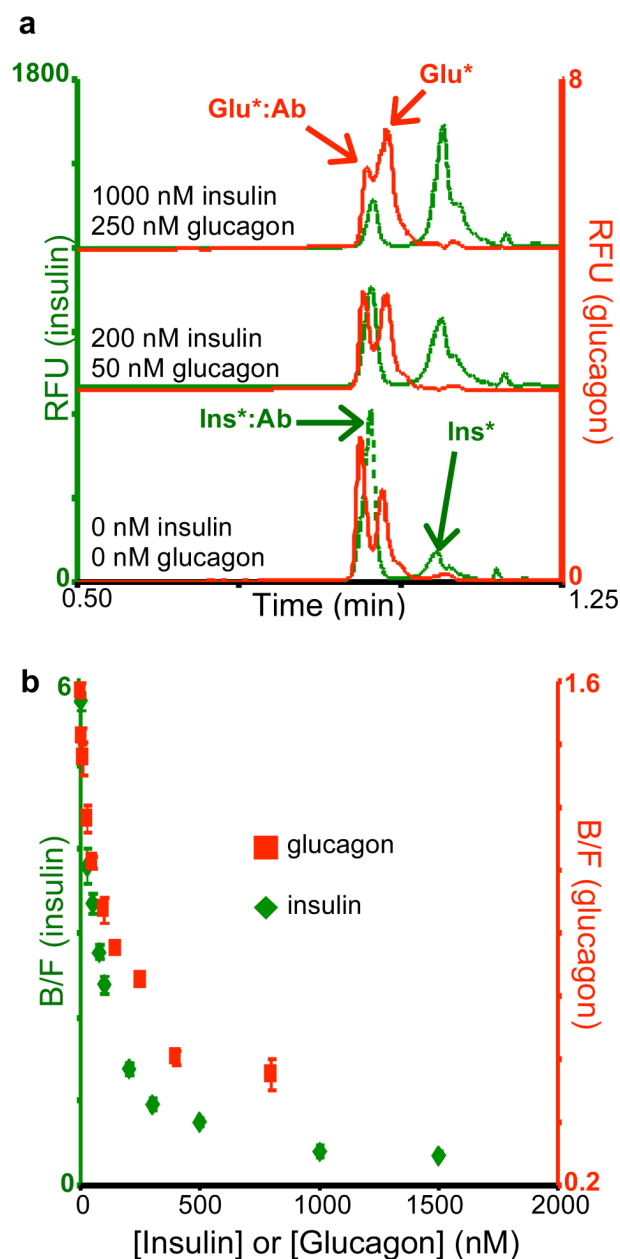 a
1800
8
RFU (insulin)
RFU (glucagon)
Glu*
Glu*:Ab
1000 nM insulin
250 nM glucagon
200 nM insulin
50 nM glucagon
Ins*:Ab
Ins*
0 nM insulin
0 nM glucagon
0
0
0.50
Time (min)
1.25
b
6
1.6
B/F (insulin)
B/F (glucagon)
glucagon
insulin
0
0.2
0
500
1000
1500
2000
[Insulin] or [Glucagon] (nM)